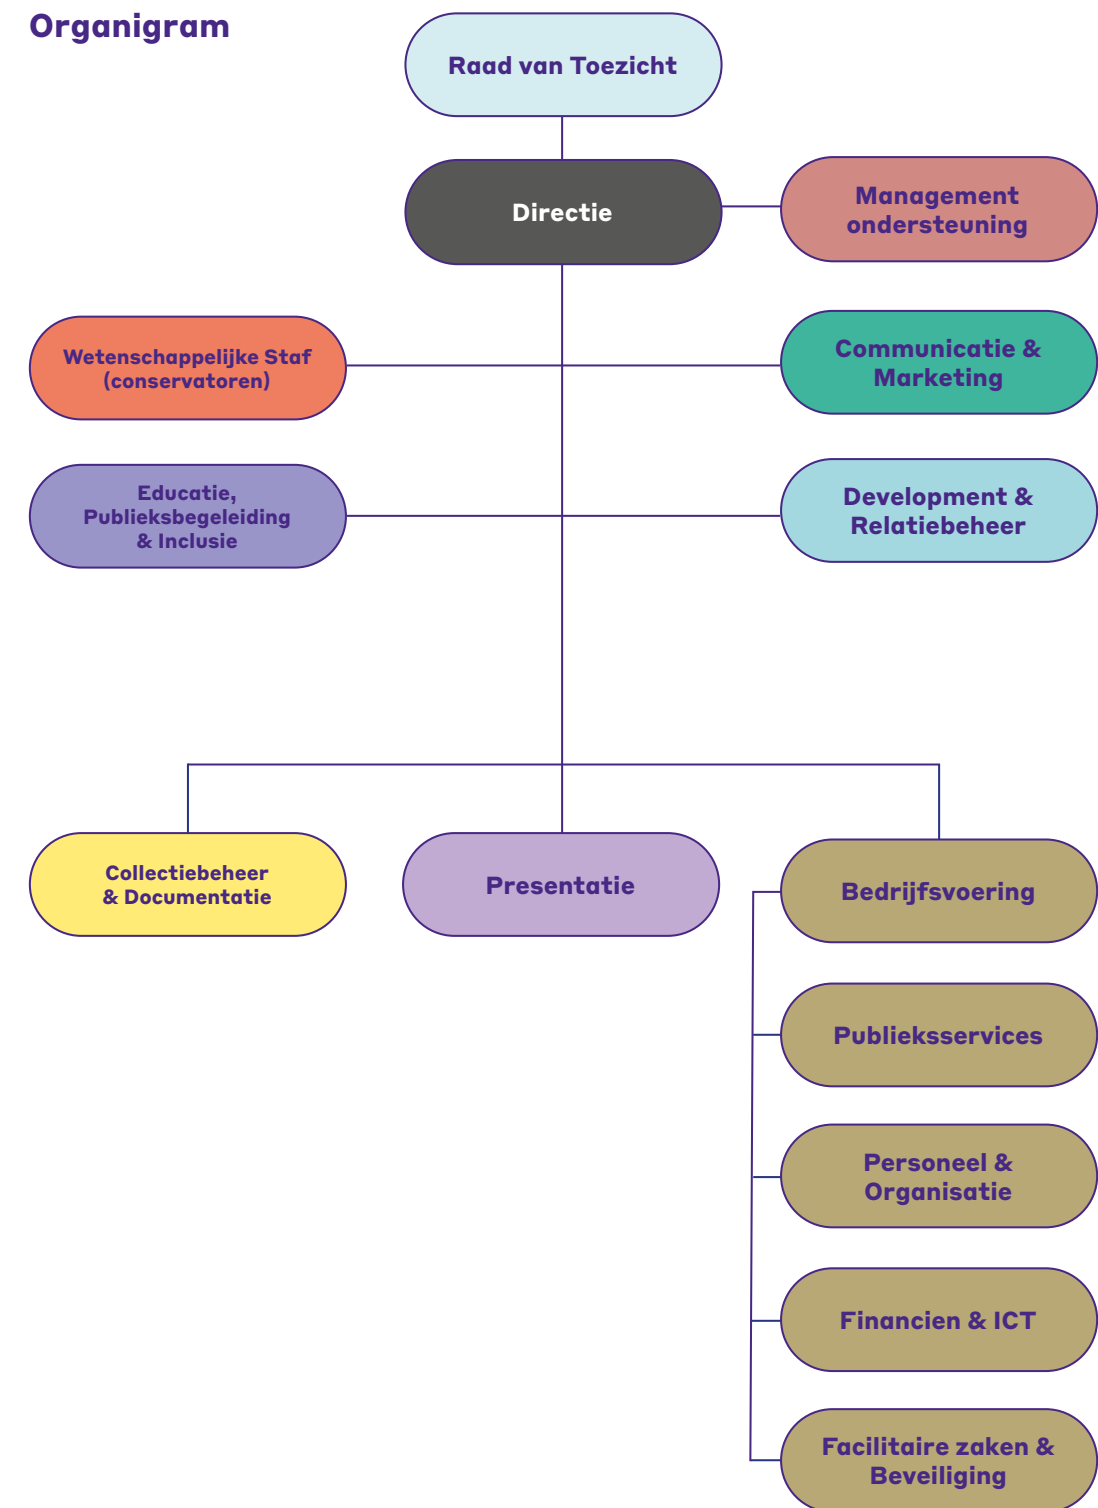 Organigram
Raad van Toezicht
Directie
Management
ondersteuning
Wetenschappelijke Staf
(conservatoren)
Communicatie &
Marketing
Educatie,
Publieksbegeleiding
& Inclusie
Development &
Relatiebeheer
Collectiebeheer
& Documentatie
Presentatie
Bedrijfsvoering
Publieksservices
Personeel &
Organisatie
Financien & ICT
Facilitaire zaken &
Beveiliging